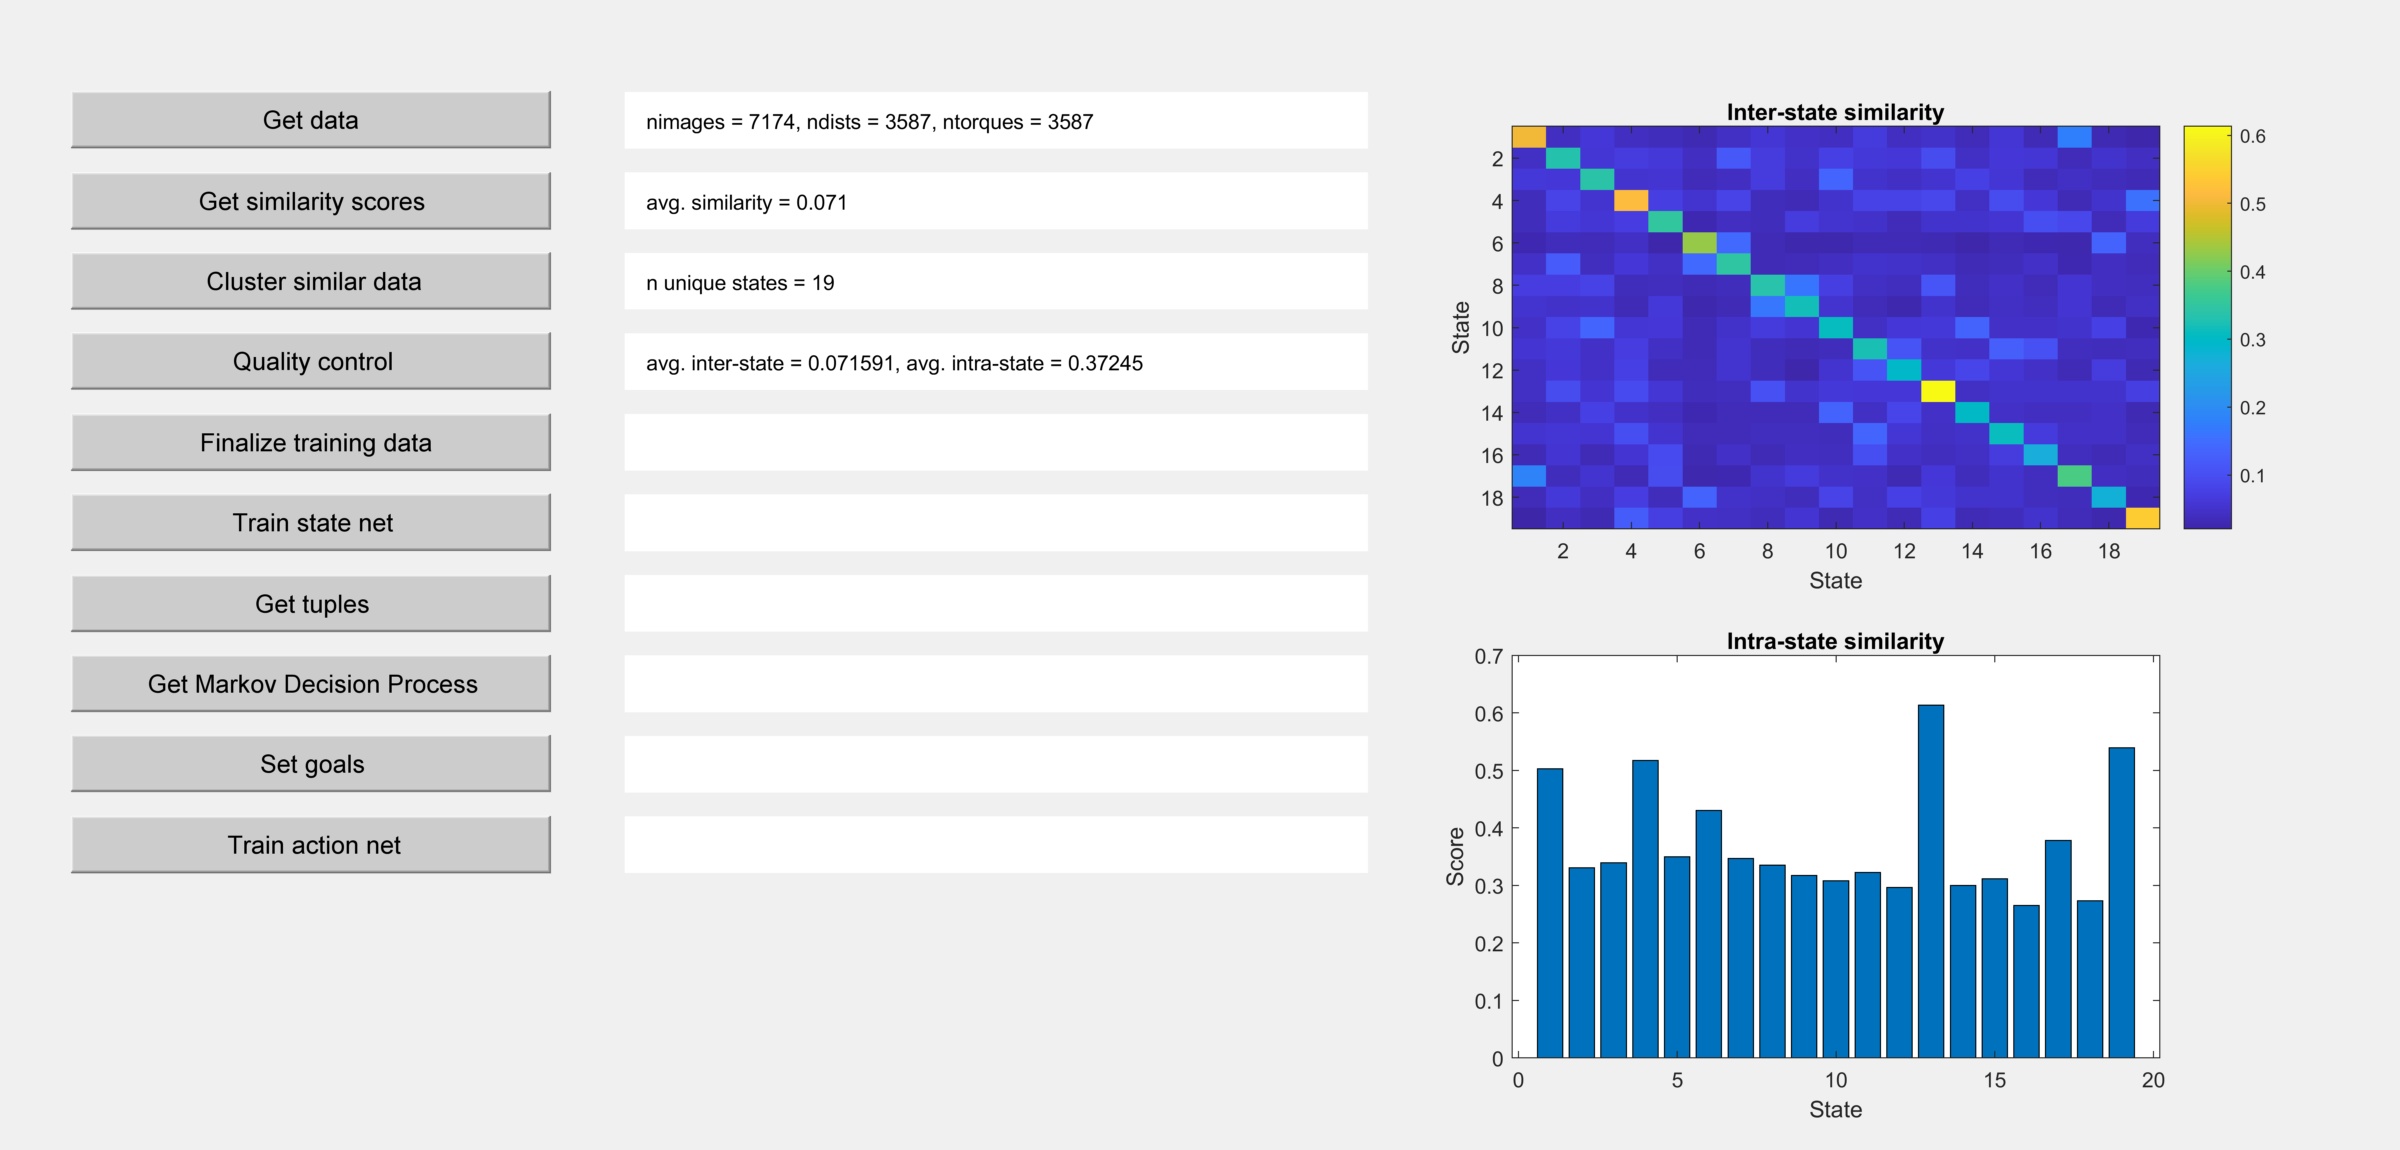 Get data
nimages = 7174, ndists = 3587, ntorques = 3587
Get similarity scores
avg. similarity = 0.071
Cluster similar data
n unique states = 19
Quality control
avg. inter-state = 0.071591, avg. intra-state = 0.37245
Finalize training data
Train state net
Get tuples
Get Markov Decision Process
Set goals
Train action net
Inter-state similarity
State
2
4
6
8
10
12
14
16
18
2 4 6 8 10 12 14 16 18
State
0.6
0.5
0.4
0.3
0.2
0.1
Intra-state similarity
Score
0.7
0.6
0.5
0.4
0.3
0.2
0.1
0
0 5 10 15 20
State